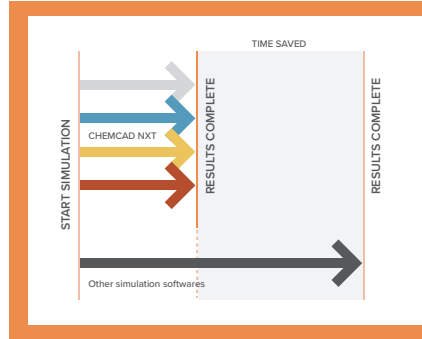 TIME SAVED
START SIMULATION
CHEMCAD NXT
RESULTS COMPLETE
RESULTS COMPLETE
Other simulation softwares